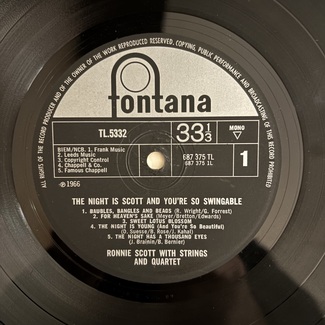 ALL RIGHTS OF THE RECORD PRODUCER AND OF THE OWNER OF THE WORK REPRODUCED RESERVED. COPYING, PUBLIC PERFORMANCE AND BROADCASTING OF THIS RECORD PROHIBITED
fontana
TL.5332
33 1/3
MONO
BIEM/NCB. 1. Frank Music
2. Leeds Music
3. Copyright Control
4. Chappell & Co.
5. Famous Chappell
687 375 TL
687 375 1L
1
℗1966
THE NIGHT IS SCOTT AND YOU'RE SO SWINGABLE
1. BAUBLES, BANGLES AND BEADS (R. Wright/G. Forrest)
2. FOR HEAVEN'S SAKE (Meyer/Bretton/Edwards)
3. SWEET LOTUS BLOSSOM
4. THE NIGHT IS YOUNG (And You're So Beautiful)
(D. Suesse/B. Rose/J. Kahal)
5. THE NIGHT HAS A THOUSAND EYES
(J. Brainin/B. Bernier)
RONNIE SCOTT WITH STRINGS
AND QUARTET